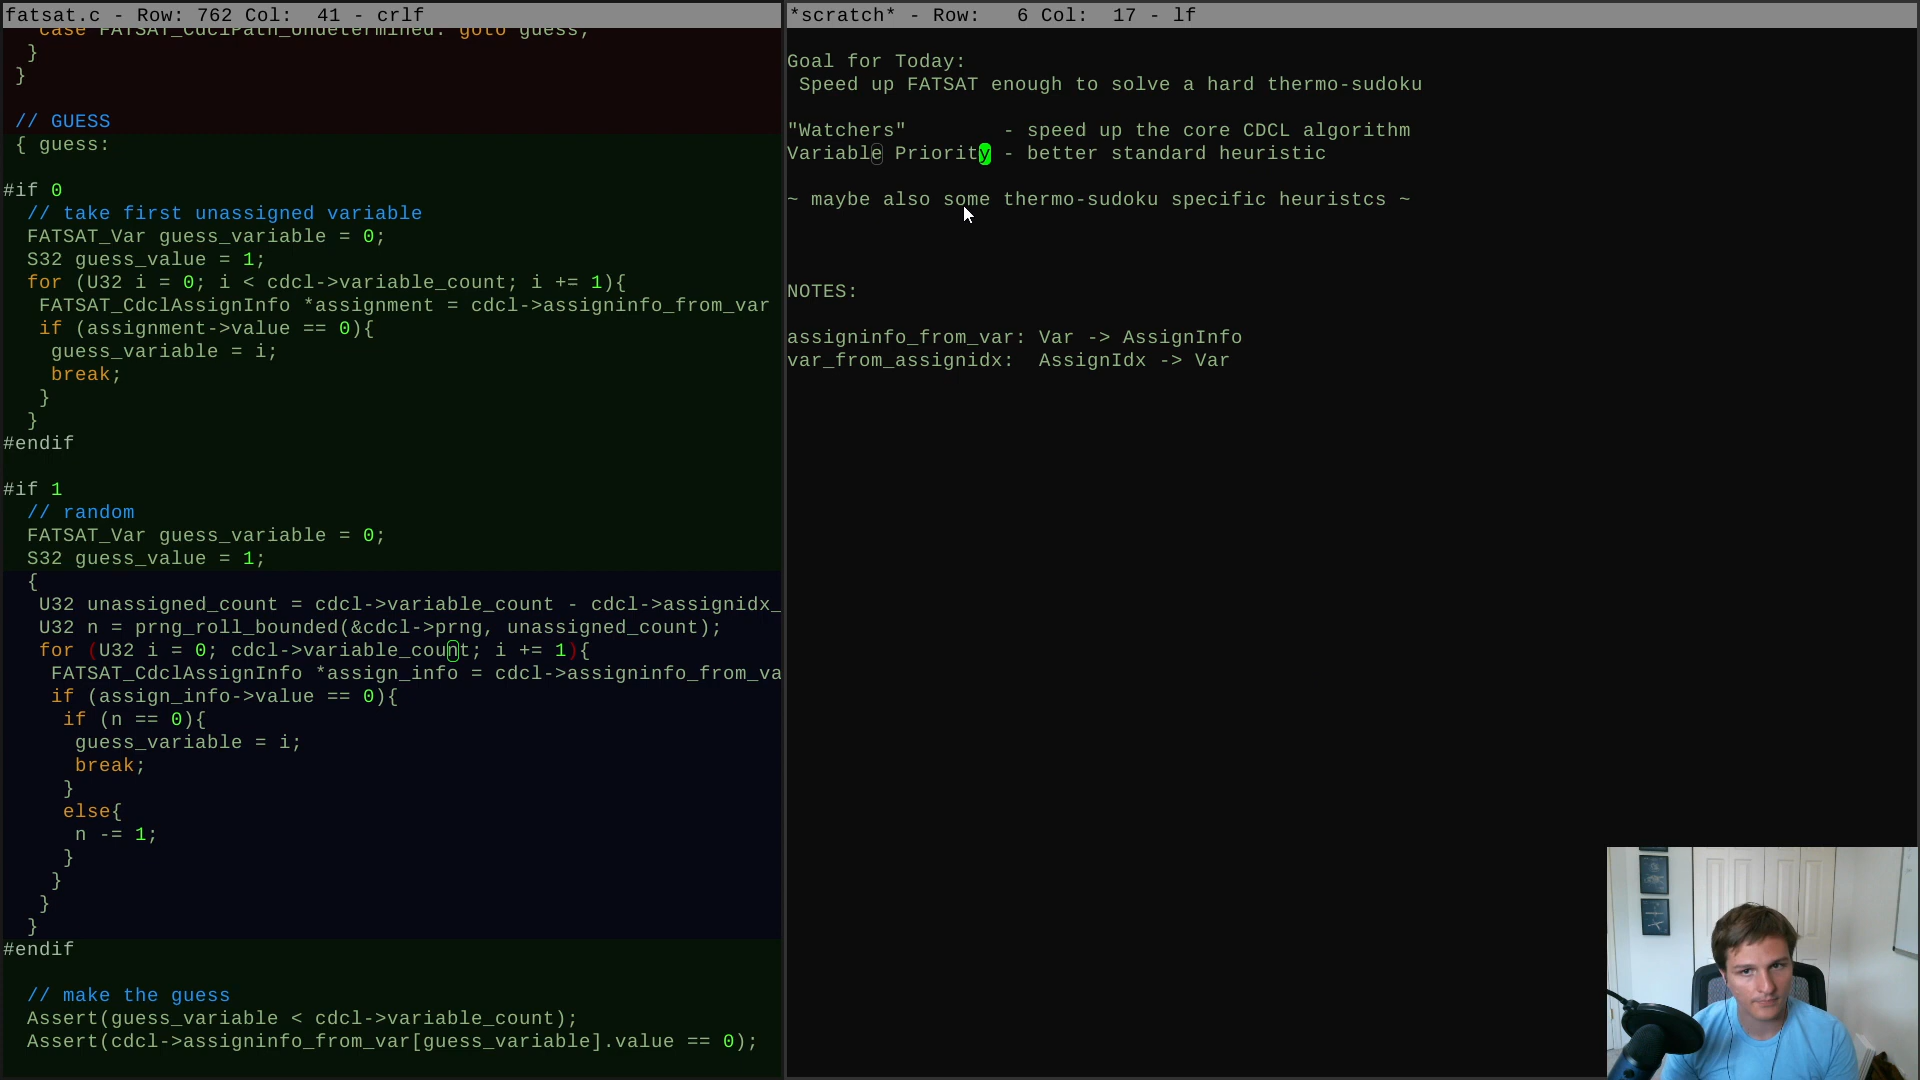 fatsat.c - Row: 762 Col:  41 - crlf
case FATSAT_CdclPath_Undetermined: goto guess;
}
}
// GUESS
{ guess:
#if 0
// take first unassigned variable
FATSAT_Var guess_variable = 0;
S32 guess_value = 1;
for (U32 i = 0; i < cdcl->variable_count; i += 1){
FATSAT_CdclAssignInfo *assignment = cdcl->assigninfo_from_var
if (assignment->value == 0){
guess_variable = i;
break;
}
}
#endif
#if 1
// random
FATSAT_Var guess_variable = 0;
S32 guess_value = 1;
{
U32 unassigned_count = cdcl->variable_count - cdcl->assignidx_
U32 n = prng_roll_bounded(&cdcl->prng, unassigned_count);
for (U32 i = 0; cdcl->variable_count; i += 1){
FATSAT_CdclAssignInfo *assign_info = cdcl->assigninfo_from_va
if (assign_info->value == 0){
if (n == 0){
guess_variable = i;
break;
}
else{
n -= 1;
}
}
}
}
#endif
// make the guess
Assert(guess_variable < cdcl->variable_count);
Assert(cdcl->assigninfo_from_var[guess_variable].value == 0);
*scratch* - Row:   6 Col:  17 - lf
Goal for Today:
Speed up FATSAT enough to solve a hard thermo-sudoku
"Watchers"        - speed up the core CDCL algorithm
Variable Priority - better standard heuristic
~ maybe also some thermo-sudoku specific heuristcs ~
NOTES:
assigninfo_from_var: Var -> AssignInfo
var_from_assignidx:  AssignIdx -> Var